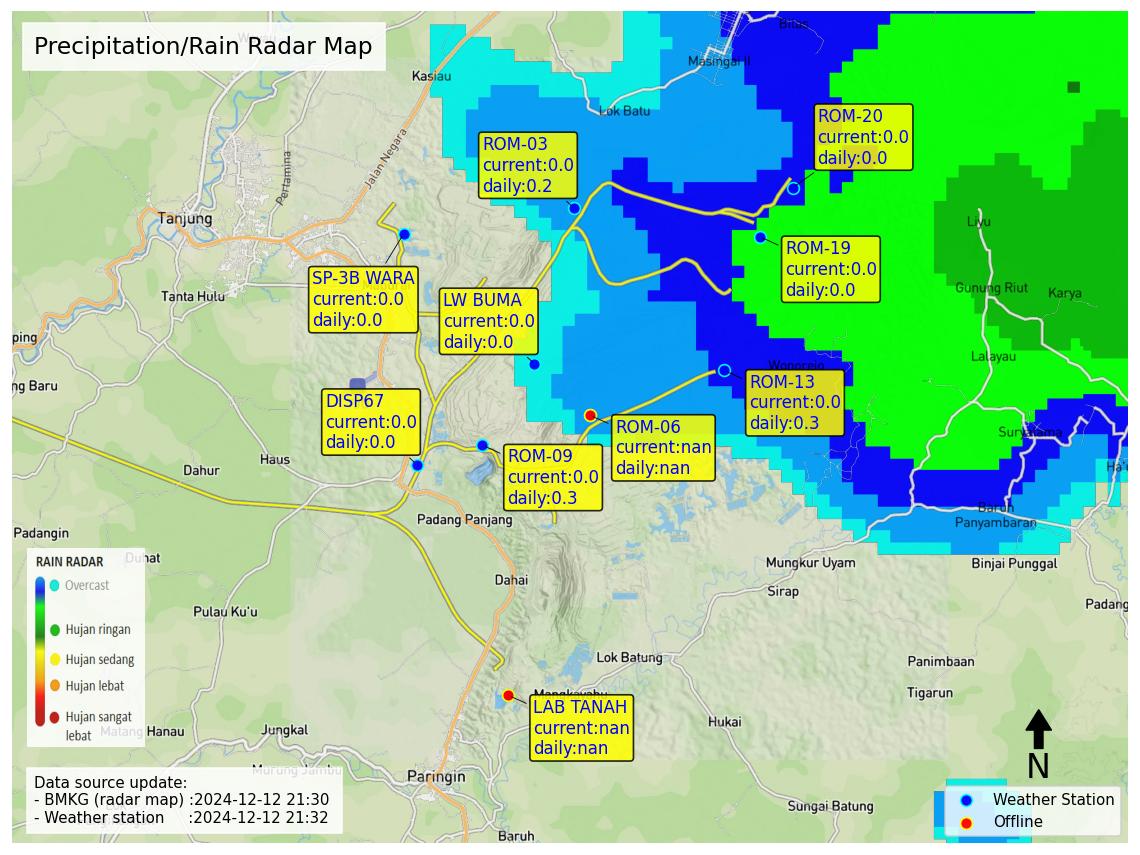 Precipitation/Rain Radar Map
Bilas
Masingai II
Kasiau
Lok Batu
Jalan Negara
Pertamina
Tanjung
Tanta Hulu
ping
ng Baru
ROM-20
current:0.0
daily:0.0
ROM-03
current:0.0
daily:0.2
ROM-19
current:0.0
daily:0.0
SP-3B WARA
current:0.0
daily:0.0
LW BUMA
current:0.0
daily:0.0
Liyu
Gunung Riut
Karya
Lalayau
Wonorejo
ROM-13
current:0.0
daily:0.3
DISP67
current:0.0
daily:0.0
ROM-06
current:nan
daily:nan
ROM-09
current:0.0
daily:0.3
Suryatama
Ha'u
Haus
Dahur
Baruh
Panyambaran
Padang Panjang
Padangin
Duhat
Mungkur Uyam
Binjai Punggal
Dahai
Sirap
Padang
Pulau Ku'u
Lok Batung
Panimbaan
Tigarun
Mangkayahu
LAB TANAH
current:nan
daily:nan
Hukai
Matang Hanau
Jungkal
Murung Jambu
Paringin
Sungai Batung
Baruh
RAIN RADAR
Overcast
Hujan ringan
Hujan sedang
Hujan lebat
Hujan sangat
lebat
Data source update:
- BMKG (radar map) :2024-12-12 21:30
- Weather station :2024-12-12 21:32
N
Weather Station
Offline